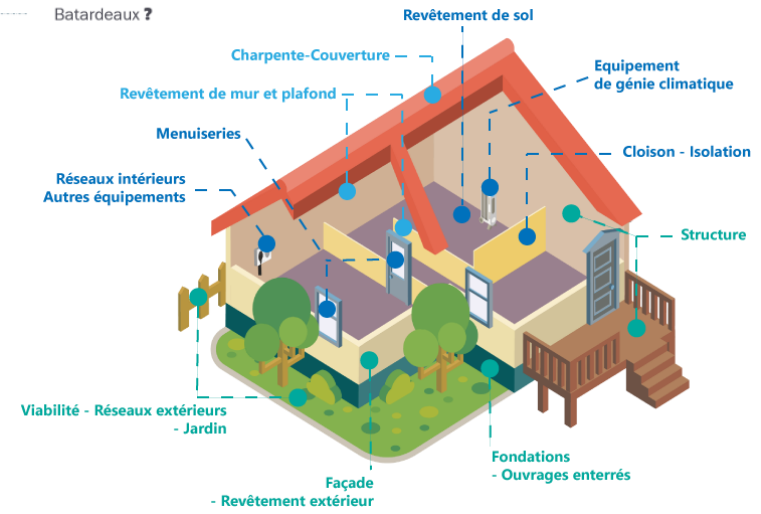 Batardeaux ?
Revêtement de sol
Charpente-Couverture
Equipement
de génie climatique
Revêtement de mur et plafond
Menuiseries
Cloison - Isolation
Réseaux intérieurs
Autres équipements
Structure
Viabilité - Réseaux extérieurs
- Jardin
Fondations
- Ouvrages enterrés
Façade
- Revêtement extérieur